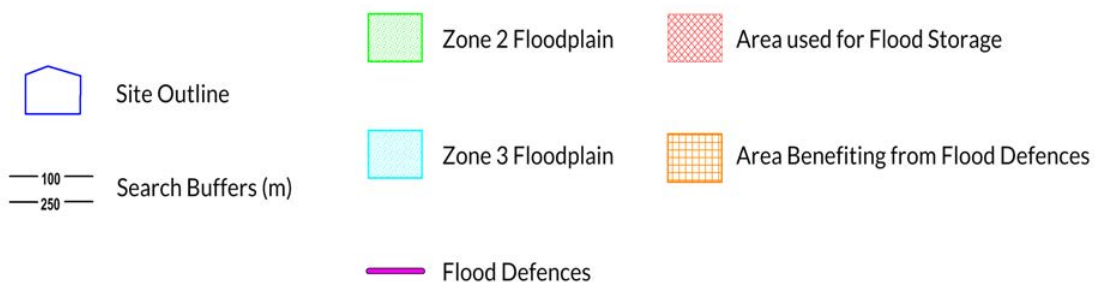 Site Outline
100
250
Search Buffers (m)
Zone 2 Floodplain
Zone 3 Floodplain
Flood Defences
Area used for Flood Storage
Area Benefiting from Flood Defences